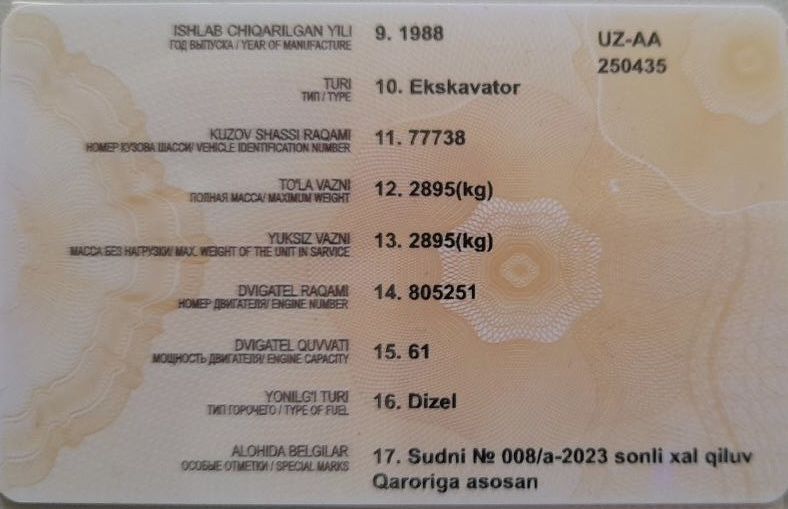 ISHLAB CHIQARILGAN YILI 9. 1988
ГОД ВЫПУСКА / YEAR OF MANUFACTURE
UZ-AA
250435
TURI 10. Ekskavator
ТИП / TYPE
KUZOV SHASSI RAQAMI 11. 77738
НОМЕР КУЗОВА ШАССИ/ VEHICLE IDENTIFICATION NUMBER
TO'LA VAZNI 12. 2895(kg)
ПОЛНАЯ МАССА/ MAXIMUM WEIGHT
YUKSIZ VAZNI 13. 2895(kg)
МАССА БЕЗ НАГРУЗКИ/ MAX. WEIGHT OF THE UNIT IN SARVICE
DVIGATEL RAQAMI 14. 805251
НОМЕР ДВИГАТЕЛЯ/ ENGINE NUMBER
DVIGATEL QUVVATI 15. 61
МОЩНОСТЬ ДВИГАТЕЛЯ/ ENGINE CAPACITY
YONILG'I TURI 16. Dizel
ТИП ГОРЮЧЕГО / TYPE OF FUEL
ALOHIDA BELGILAR 17. Sudni № 008/a-2023 sonli xal qiluv
ОСОБЫЕ ОТМЕТКИ / SPECIAL MARKS
Qaroriga asosan